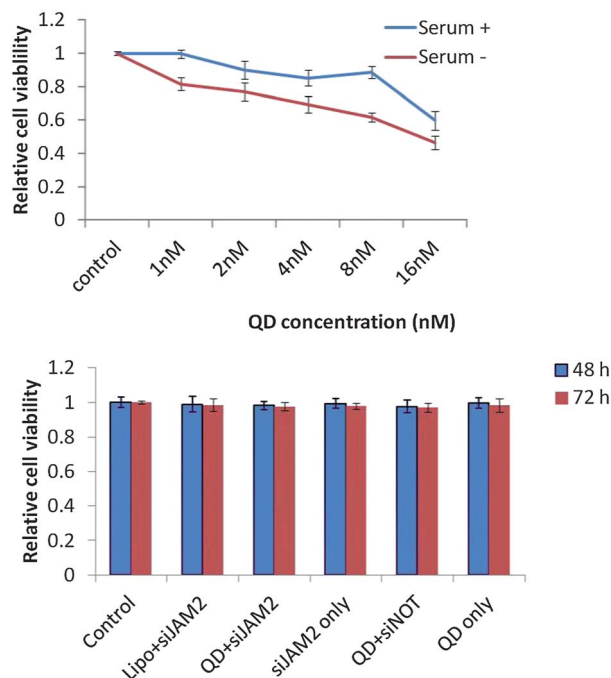 Relative cell viablility
1.2
1
0.8
0.6
0.4
0.2
0
Serum +
Serum -
control
1nM
2nM
4nM
8nM
16nM
QD concentration (nM)
Relative cell viability
1.2
1
0.8
0.6
0.4
0.2
0
48 h
72 h
Control
Lipo+siJAM2
QD+siJAM2
siJAM2 only
QD+siNOT
QD only